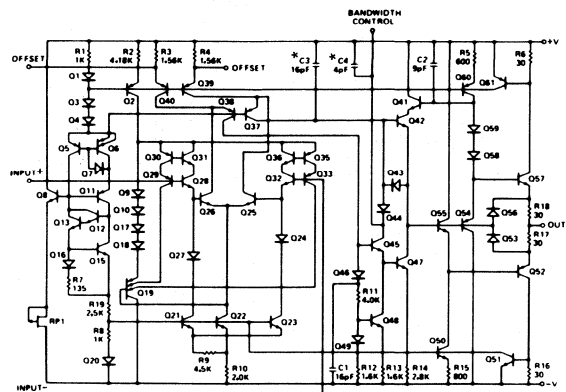 BANDWIDTH
CONTROL
OFFSET
R1
1K
R2
4.18K
R3
1.56K
R4
1.56K
OFFSET
*
C3
16pF
*
C4
4pF
C2
9pF
R5
600
R6
30
+V
Q1
Q3
Q4
Q2
Q40
Q39
Q38
Q37
Q41
Q42
Q60
Q61
Q5
Q6
Q7
Q59
Q58
INPUT+
Q8
Q11
Q30
Q31
Q29
Q28
Q36
Q35
Q32
Q33
Q43
Q44
Q57
Q9
Q10
Q17
Q18
Q26
Q25
Q13
Q12
Q55
Q54
Q56
Q53
R18
30
OUT
R17
30
Q16
Q15
Q27
Q24
Q45
Q47
Q46
R11
4.0K
Q52
R7
135
R19
2.5K
Q19
Q21
Q22
Q23
Q48
Q49
RP1
R8
1K
Q20
R9
4.5K
R10
2.0K
C1
16pF
R12
1.6K
R13
1.6K
R14
2.8K
Q50
R15
800
Q51
R16
30
INPUT-
-V